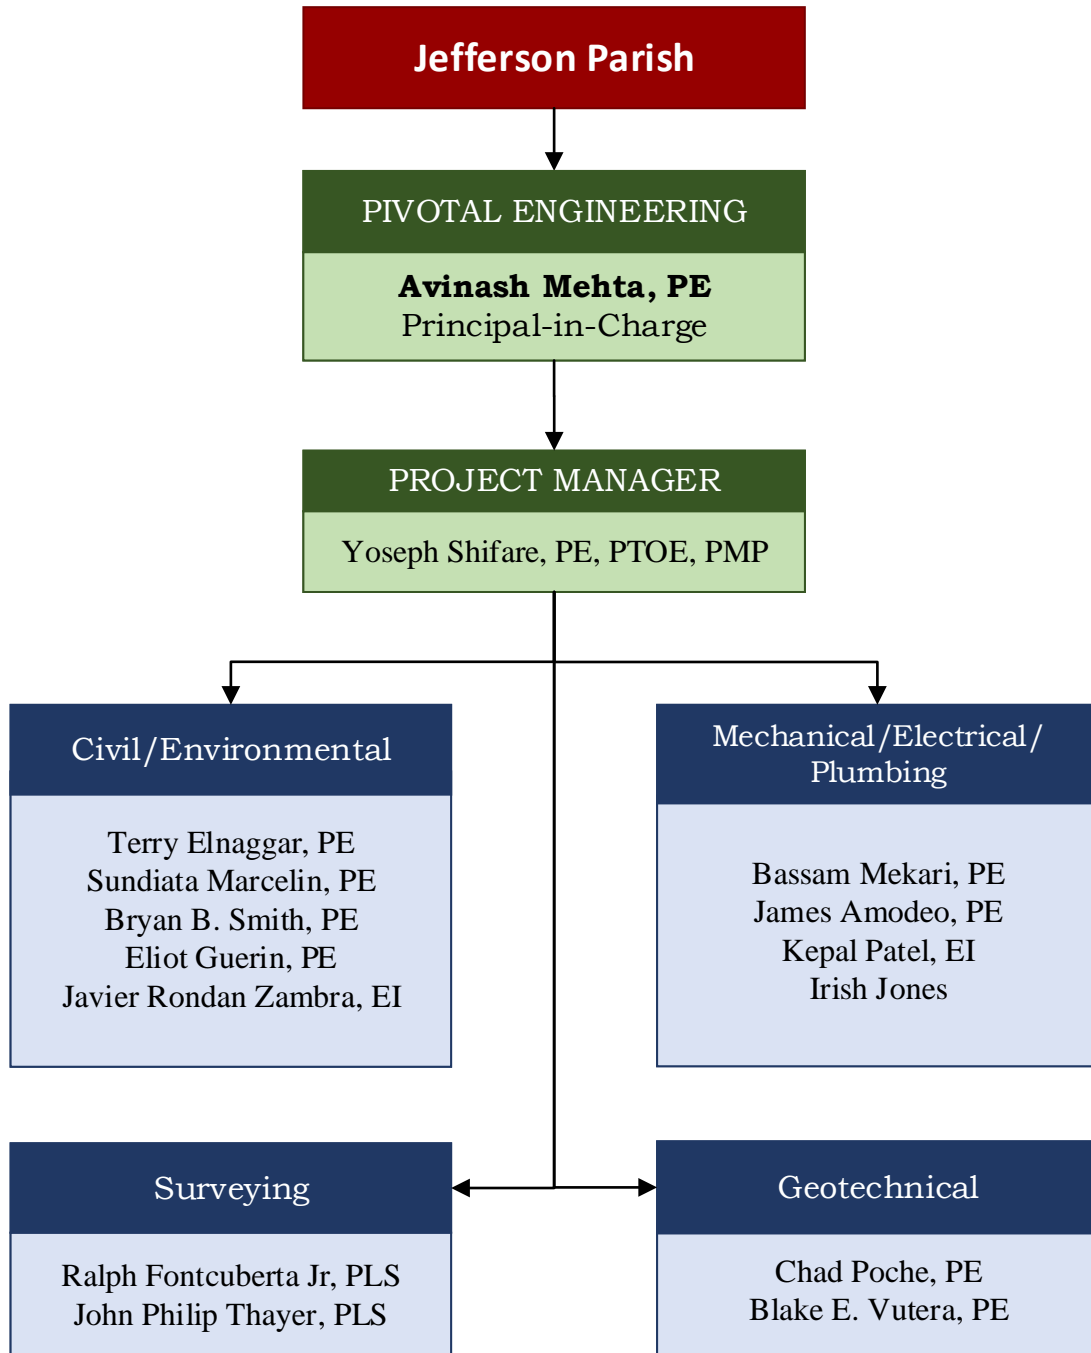 Jefferson Parish
PIVOTAL ENGINEERING
Avinash Mehta, PE
Principal-in-Charge
PROJECT MANAGER
Yoseph Shifare, PE, PTOE, PMP
Civil/Environmental
Terry Elnaggar, PE
Sundiata Marcelin, PE
Bryan B. Smith, PE
Eliot Guerin, PE
Javier Rondan Zambra, EI
Mechanical/Electrical/
Plumbing
Bassam Mekari, PE
James Amodeo, PE
Kepal Patel, EI
Irish Jones
Surveying
Ralph Fontcuberta Jr, PLS
John Philip Thayer, PLS
Geotechnical
Chad Poche, PE
Blake E. Vutera, PE